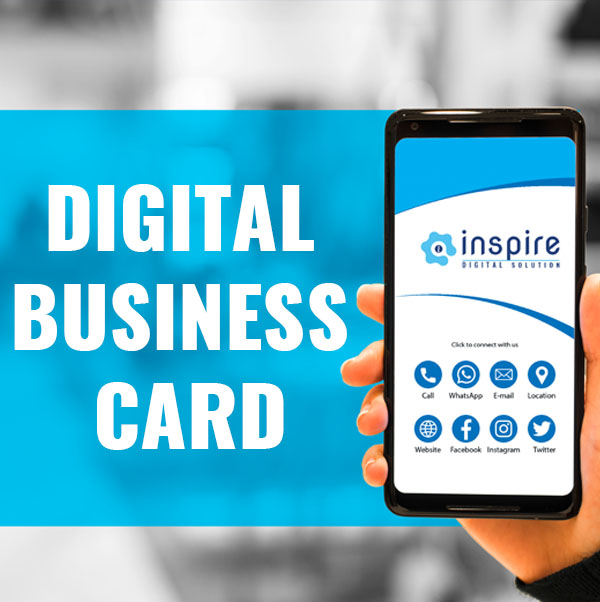 DIGITAL
BUSINESS
CARD
inspire
DIGITAL SOLUTION
Click to connect with us
Call WhatsApp E-mail Location
Website Facebook Instagram Twitter